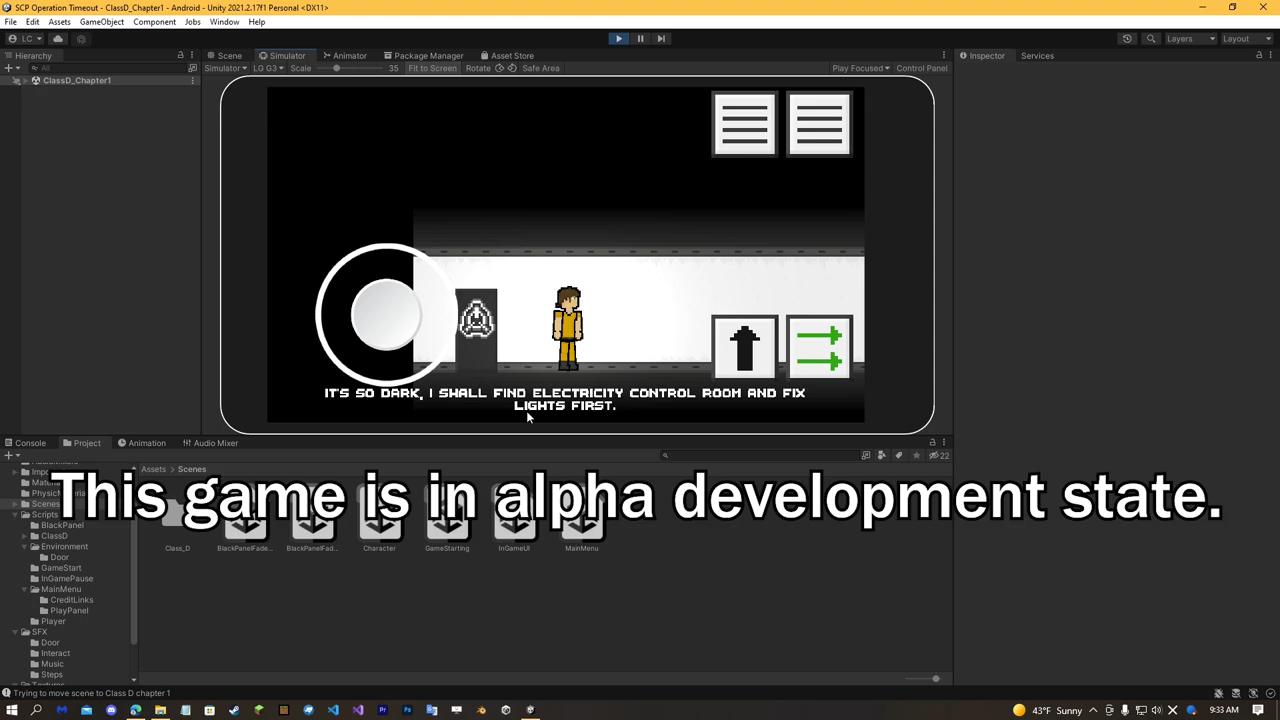 SCP Operation Timeout - ClassD_Chapter1 - Android - Unity 2021.2.17f1 Personal <DX11>
File Edit Assets GameObject Component Jobs Window Help
LC Layers Layout
Hierarchy Scene Simulator Animator Package Manager Asset Store Inspector Services
All Simulator LG G3 Scale 35 Fit to Screen Rotate Safe Area Play Focused Control Panel
ClassD_Chapter1
IT'S SO DARK, I SHALL FIND ELECTRICITY CONTROL ROOM AND FIX
LIGHTS FIRST.
Console Project Animation Audio Mixer
22
Assets > Scenes
This game is in alpha development state.
Scenes
Scripts
BlackPanel
ClassD
Environment
Door
GameStart
InGamePause
MainMenu
CreditLinks
PlayPanel
Player
SFX
Door
Interact
Music
Steps
Class_D BlackPanelFade... BlackPanelFad... Character GameStarting InGameUI MainMenu
Trying to move scene to Class D chapter 1
43°F Sunny 9:33 AM